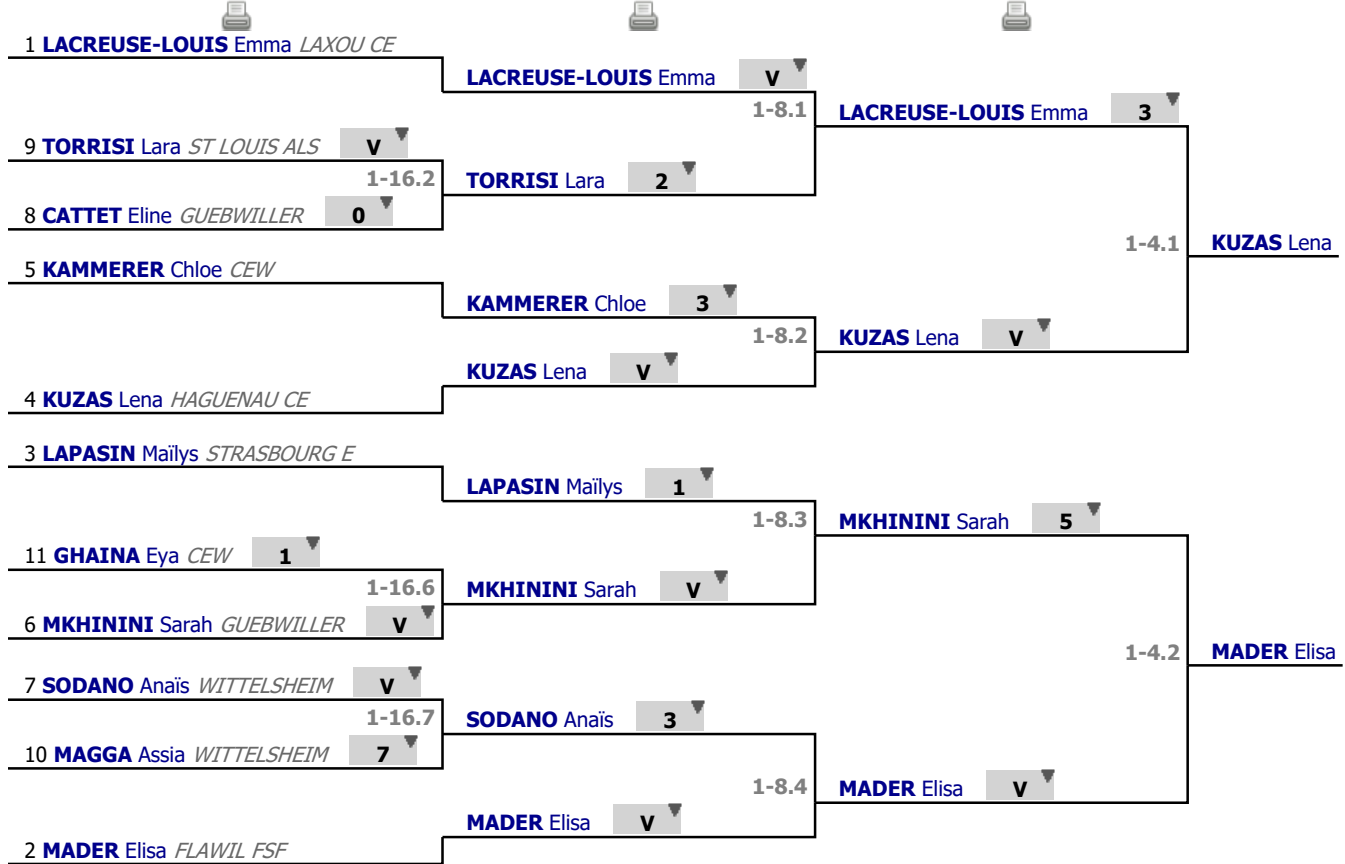 1 LACREUSE-LOUIS Emma LAXOU CE
LACREUSE-LOUIS Emma V
1-8.1
LACREUSE-LOUIS Emma 3
9 TORRISI Lara ST LOUIS ALS V
1-16.2
TORRISI Lara 2
8 CATTET Eline GUEBWILLER 0
1-4.1
KUZAS Lena
5 KAMMERER Chloe CEW
KAMMERER Chloe 3
1-8.2
KUZAS Lena V
KUZAS Lena V
4 KUZAS Lena HAGUENAU CE
3 LAPASIN Maïlys STRASBOURG E
LAPASIN Maïlys 1
1-8.3
MKHININI Sarah 5
11 GHAINA Eya CEW 1
1-16.6
MKHININI Sarah V
6 MKHININI Sarah GUEBWILLER V
1-4.2
MADER Elisa
7 SODANO Anaïs WITTELSHEIM V
1-16.7
SODANO Anaïs 3
10 MAGGA Assia WITTELSHEIM 7
1-8.4
MADER Elisa V
MADER Elisa V
2 MADER Elisa FLAWIL FSF